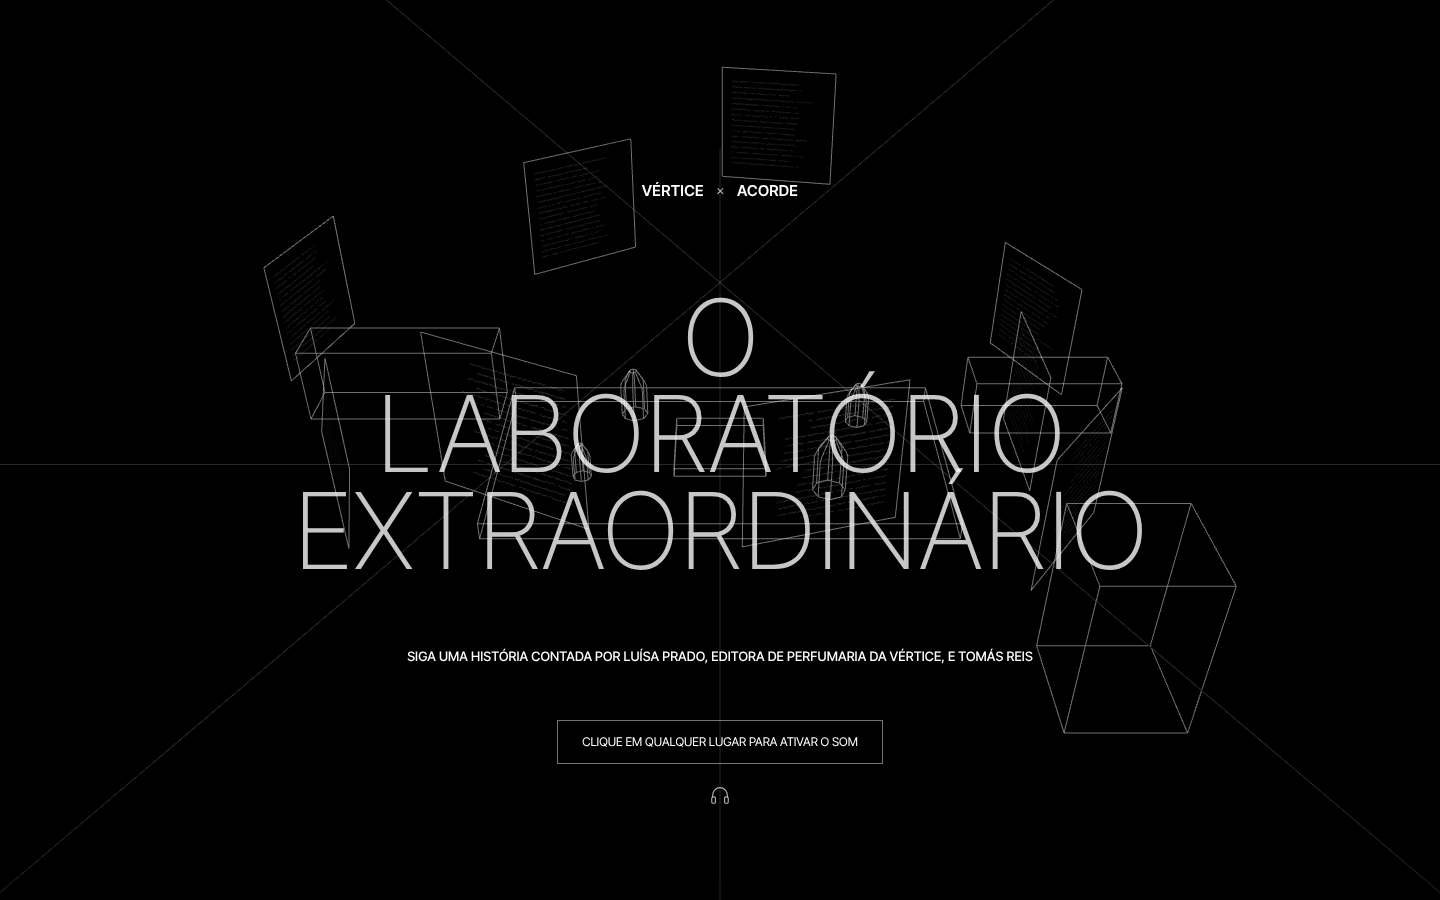 VÉRTICE × ACORDE
O
LABORATÓRIO
EXTRAORDINÁRIO
SIGA UMA HISTÓRIA CONTADA POR LUÍSA PRADO, EDITORA DE PERFUMARIA DA VÉRTICE, E TOMÁS REIS
CLIQUE EM QUALQUER LUGAR PARA ATIVAR O SOM